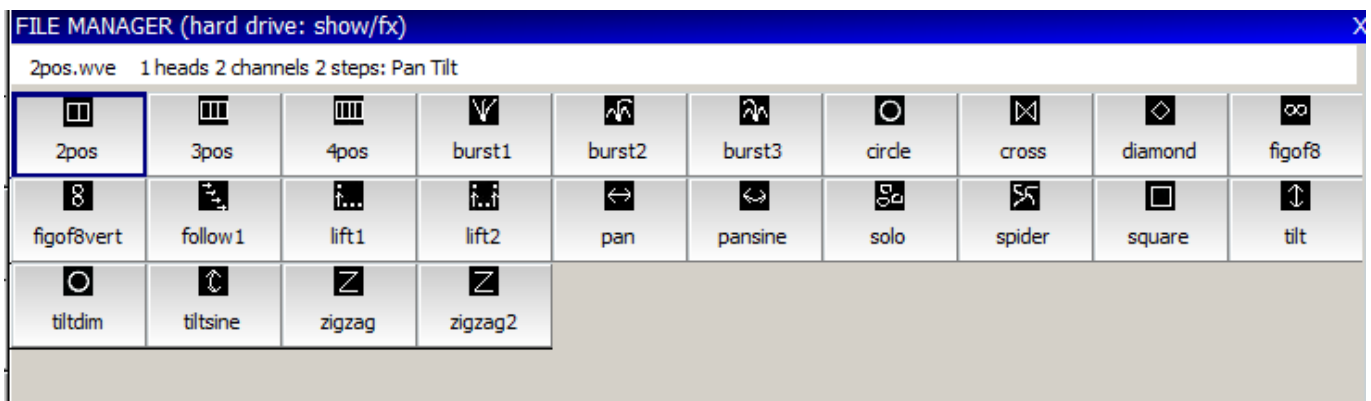 FILE MANAGER (hard drive: show/fx) X
2pos.wve 1 heads 2 channels 2 steps: Pan Tilt
2pos 3pos 4pos burst1 burst2 burst3 circle cross diamond figof8
figof8vert follow1 lift1 lift2 pan pansine solo spider square tilt
tiltdim tiltsine zigzag zigzag2